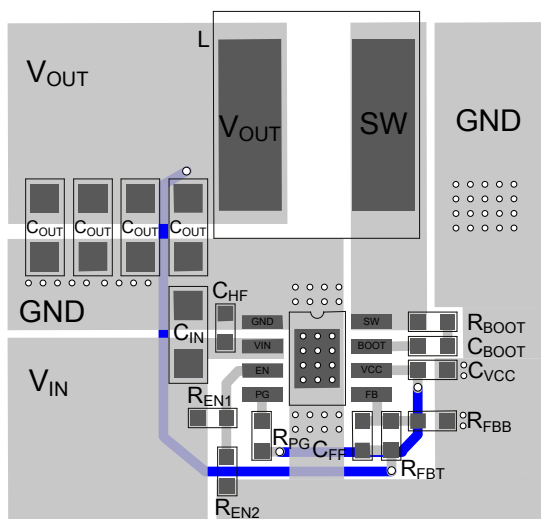 L
VOUT
VOUT
SW
GND
COUT
COUT
COUT
COUT
GND
CHF
CIN
GND
SW
RBOOT
VIN
BOOT
CBOOT
VIN
EN
VCC
CVCC
PG
FB
REN1
RPG
CFF
RFBB
RFBT
REN2